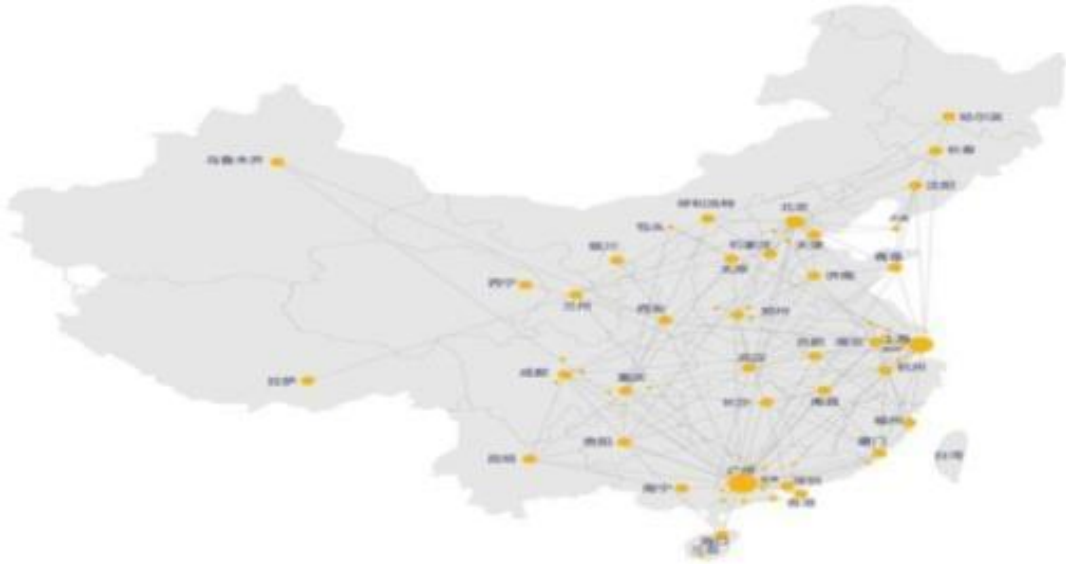 哈尔滨
长春
乌鲁木齐
沈阳
呼和浩特
北京
包头
天津
银川
石家庄
太原
青岛
西宁
济南
兰州
西安
郑州
合肥
南京
上海
成都
重庆
武汉
杭州
拉萨
长沙
南昌
福州
贵阳
厦门
昆明
台湾
广州
南宁
深圳
香港
海口
三亚